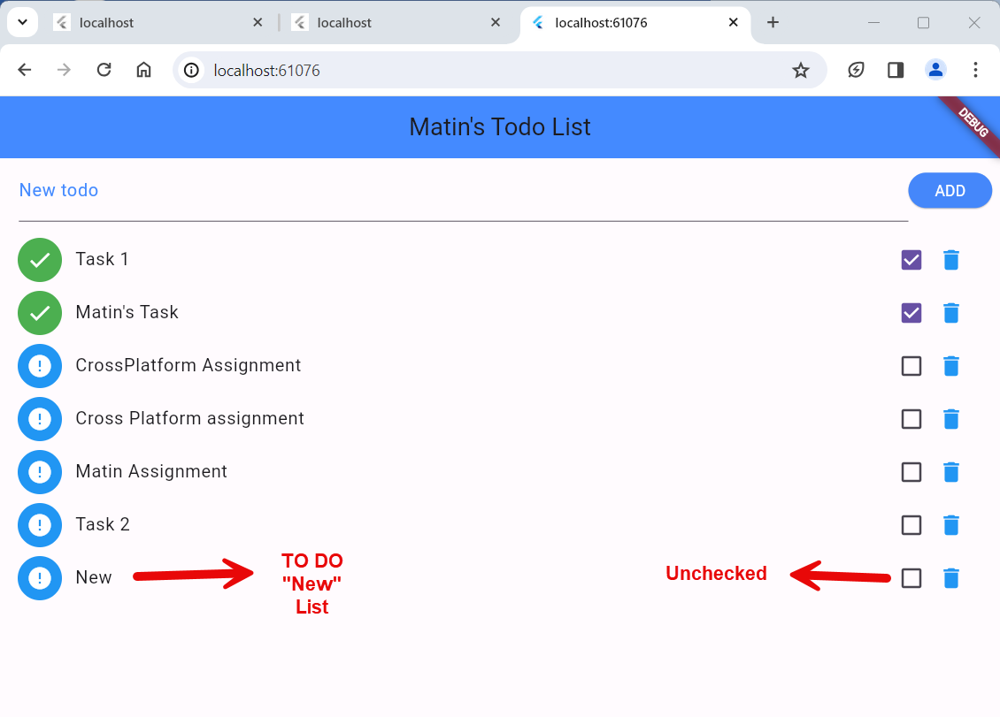 localhost
localhost
localhost:61076
localhost:61076
Matin's Todo List
DEBUG
New todo
ADD
Task 1
Matin's Task
CrossPlatform Assignment
Cross Platform assignment
Matin Assignment
Task 2
New
TO DO
"New"
List
Unchecked